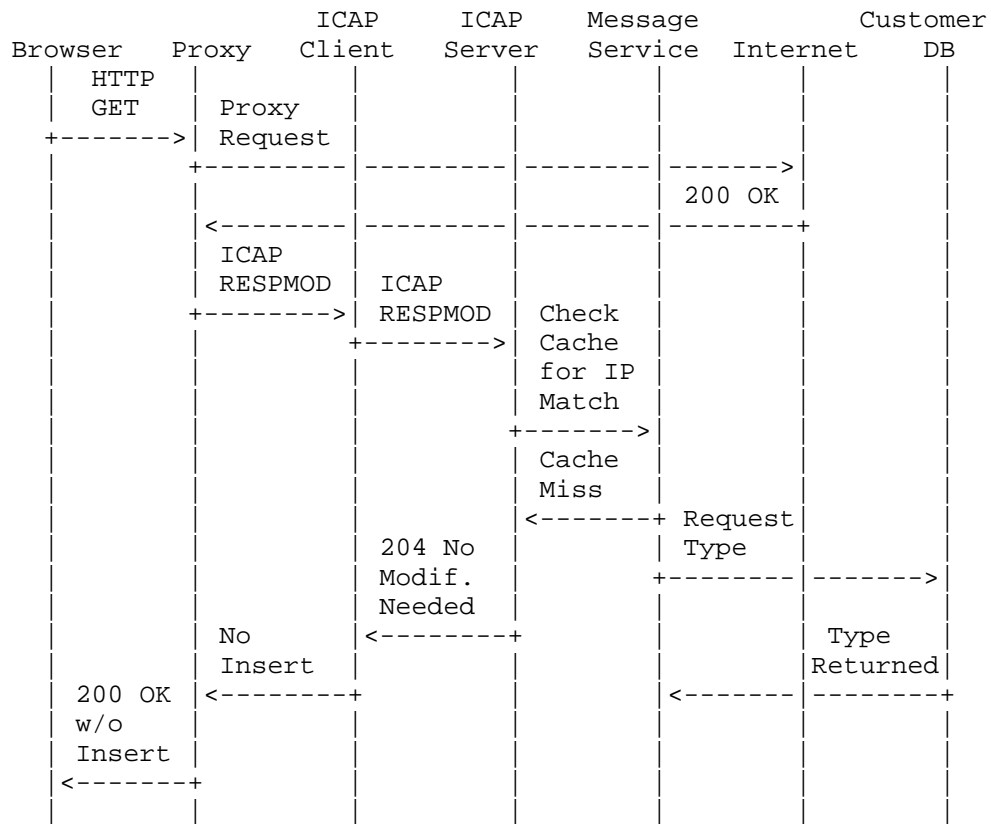 ICAP ICAP Message Customer
Browser Proxy Client Server Service Internet DB
HTTP
GET Proxy
Request
200 OK
ICAP
RESPMOD ICAP
RESPMOD Check
Cache
for IP
Match
Cache
Miss
Request
204 No Type
Modif.
Needed
No Type
Insert Returned
200 OK
w/o
Insert